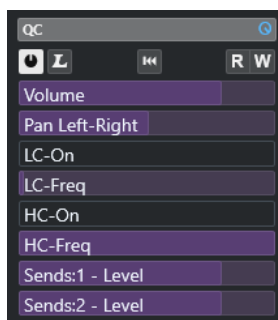 QC
L R W
Volume
Pan Left-Right
LC-On
LC-Freq
HC-On
HC-Freq
Sends:1 - Level
Sends:2 - Level